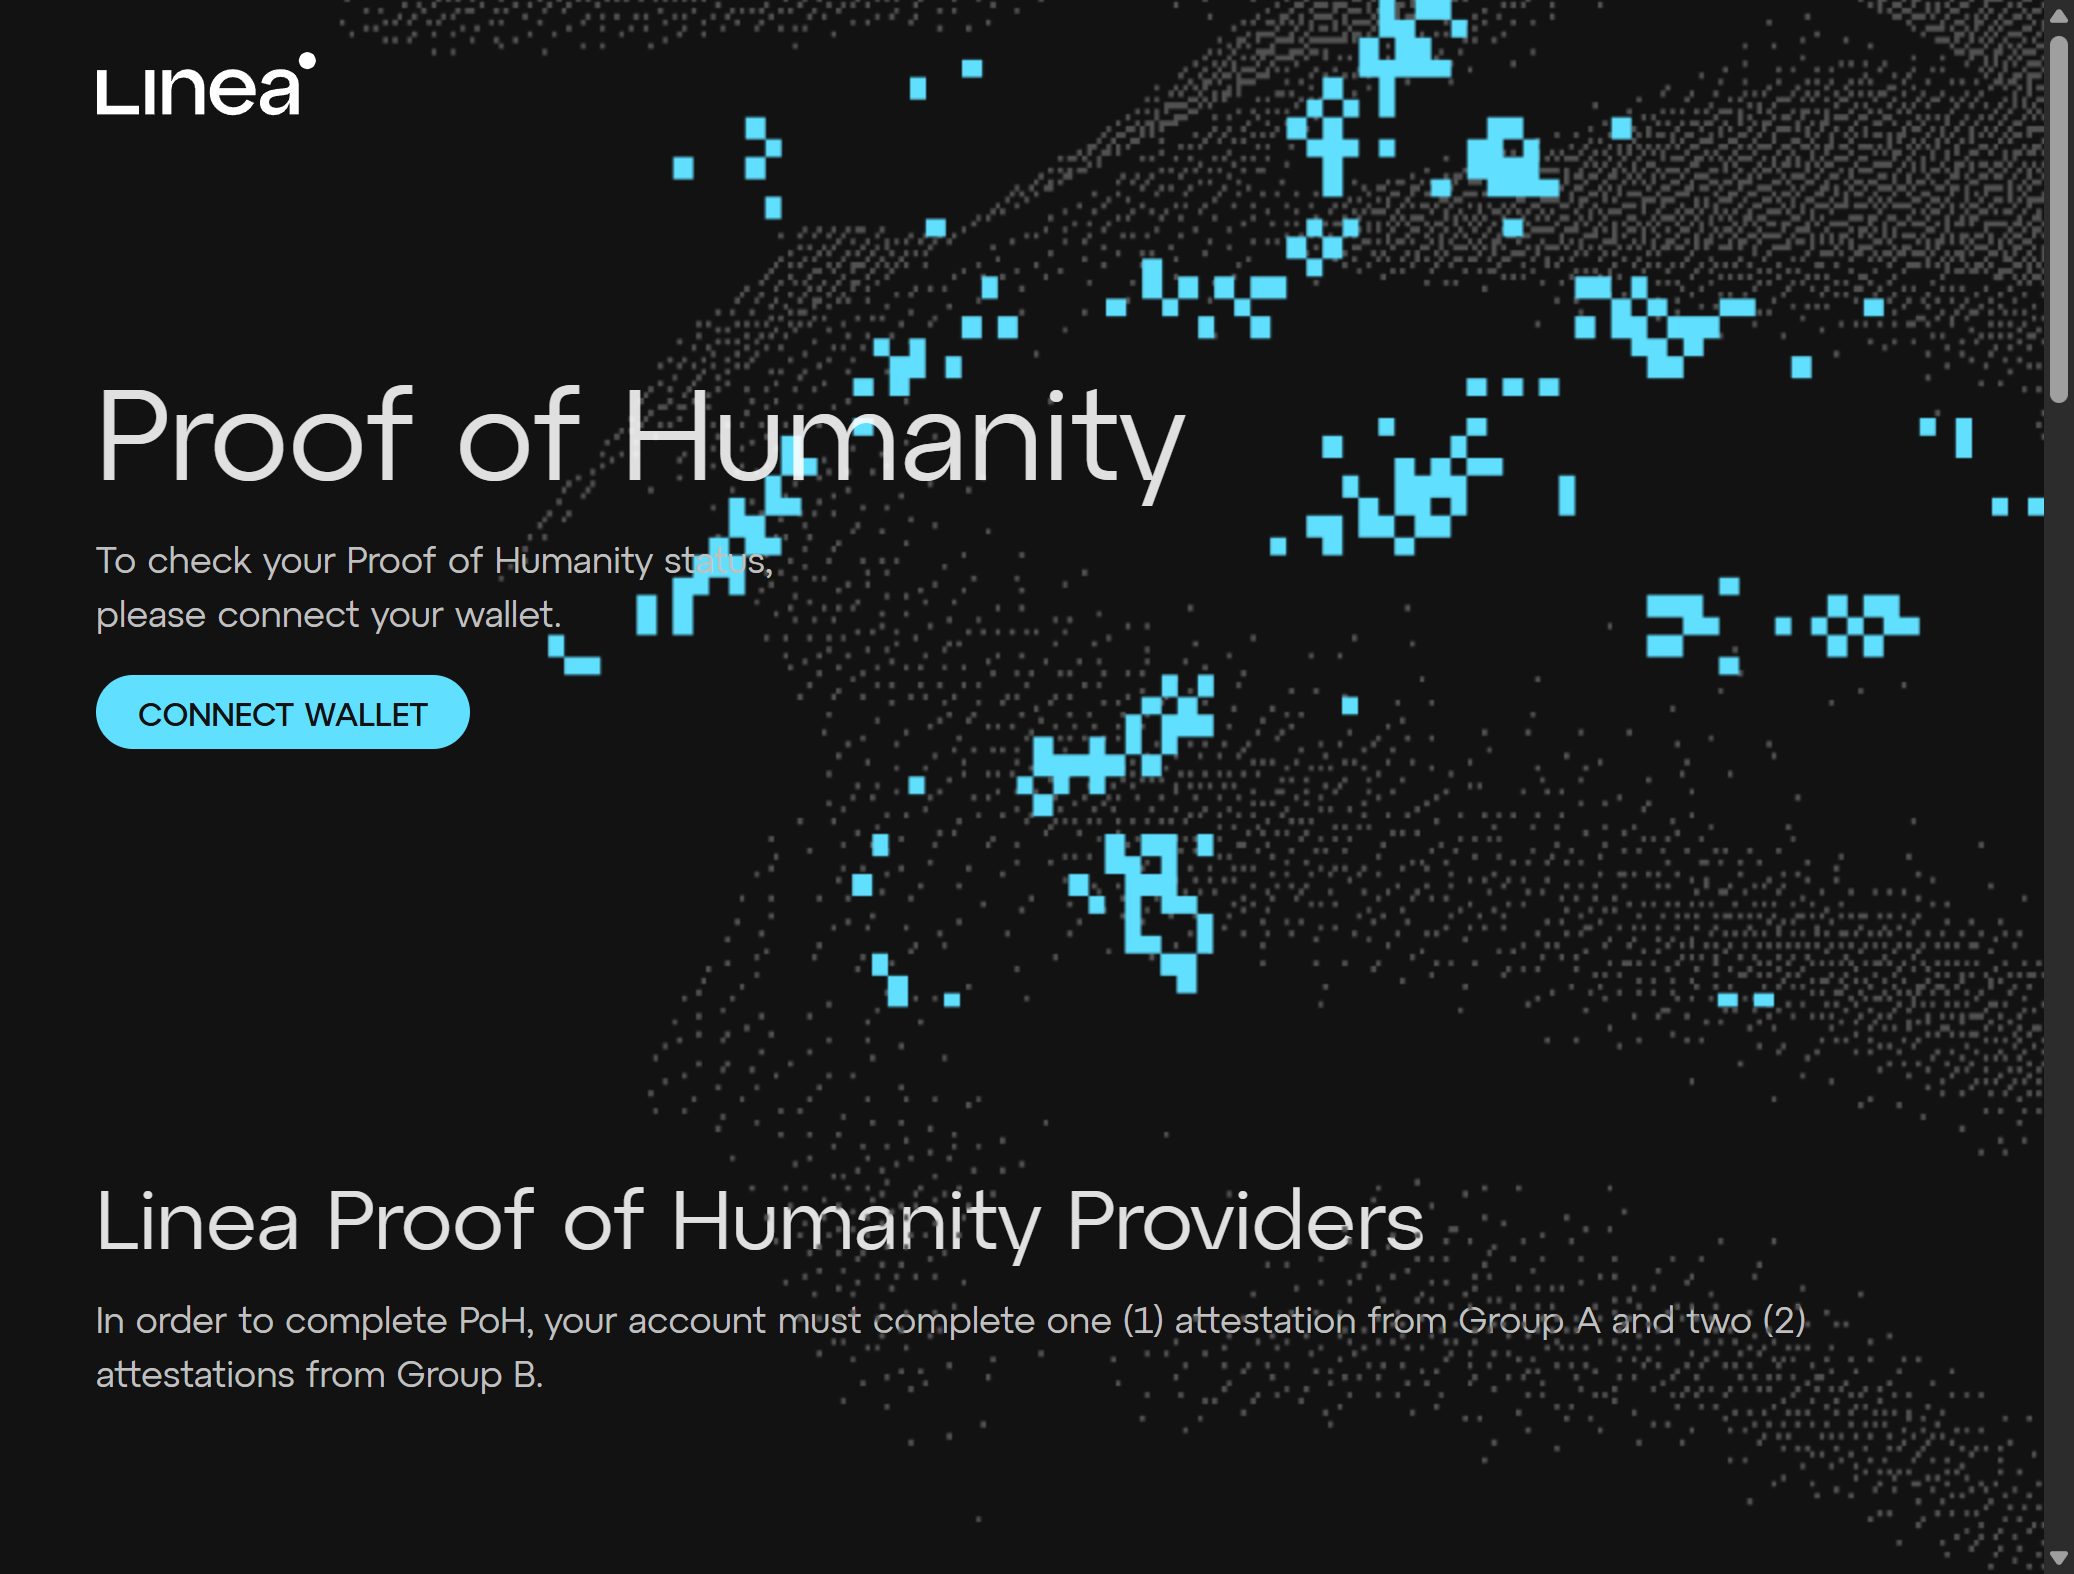 Linea
Proof of Humanity
To check your Proof of Humanity status,
please connect your wallet.
CONNECT WALLET
Linea Proof of Humanity Providers
In order to complete PoH, your account must complete one (1) attestation from Group A and two (2)
attestations from Group B.